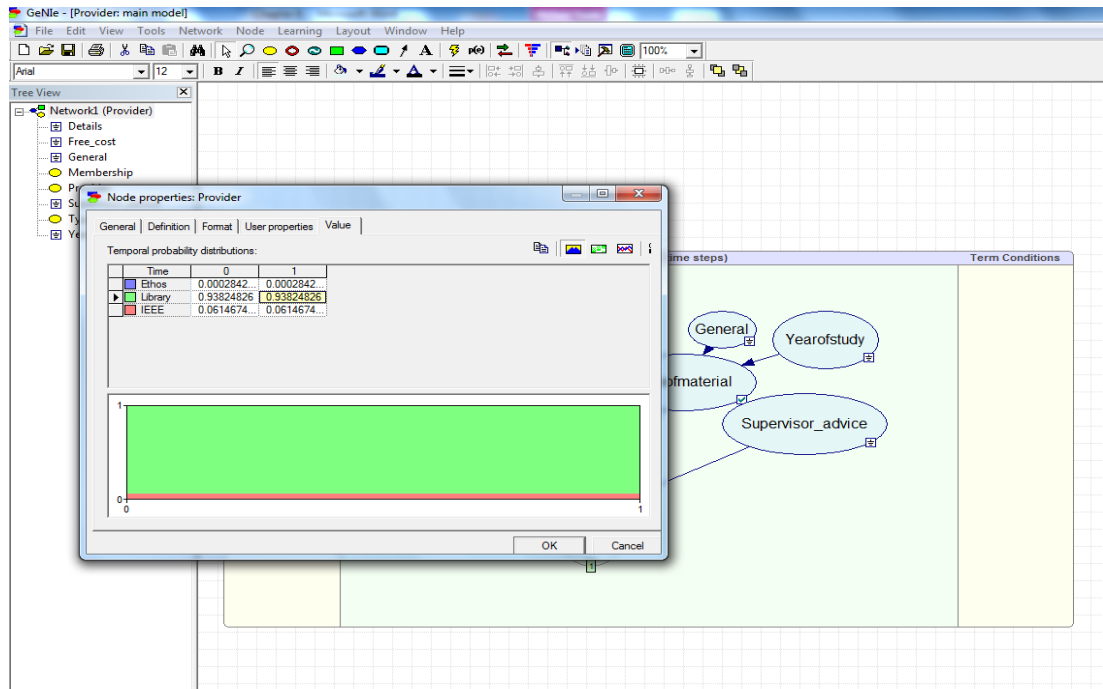 GeNIe - [Provider: main model]
File Edit View Tools Network Node Learning Layout Window Help
A p(e) 100%
Arial 12 B I A
Tree View
Network1 (Provider)
Details
Free_cost
General
Membership
Node properties: Provider
General Definition Format User properties Value
Temporal probability distributions:
Time 0 1
Ethos 0.0002842... 0.0002842...
Library 0.93824826 0.93824826
IEEE 0.0614674... 0.0614674...
1
0
0 1
OK Cancel
time steps) Term Conditions
General
Yearofstudy
ofmaterial
Supervisor_advice
1